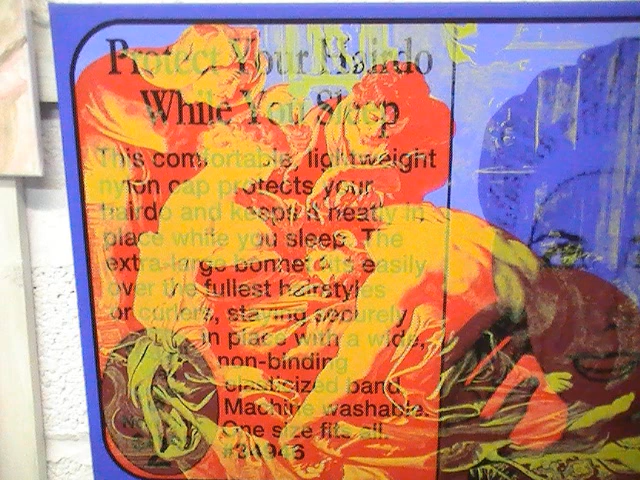 Protect Your Hairdo
While You Sleep
This comfortable, lightweight
nylon cap protects your
hairdo and keeps it neatly in
place while you sleep. The
extra-large bonnet fits easily
over the fullest hairstyles
or curlers, staying securely
in place with a wide,
non-binding
elasticized band.
Machine washable.
One size fits all.